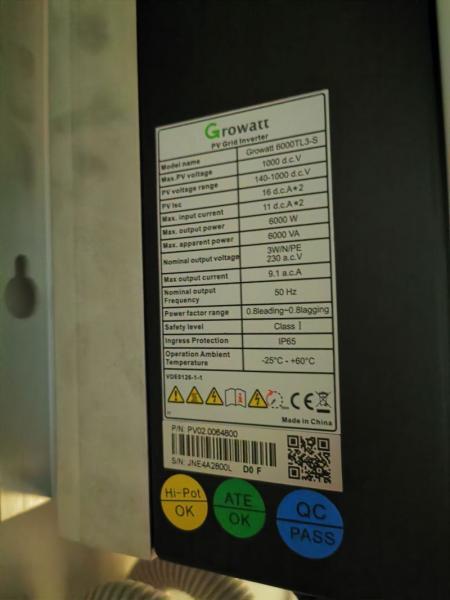 Growatt
PV Grid Inverter
Model name Growatt 6000TL3-S
Max.PV voltage 1000 d.c.V
PV voltage range 140-1000 d.c.V
PV Isc 16 d.c.A*2
Max. input current 11 d.c.A*2
Max. output power 6000 W
Max. apparent power 6000 VA
Nominal output voltage 3W/N/PE
230 a.c.V
Max output current 9.1 a.c.A
Nominal output
Frequency 50 Hz
Power factor range 0.8leading~0.8lagging
Safety level Class I
Ingress Protection IP65
Operation Ambient
Temperature -25°C - +60°C
VDE0126-1-1
CE
Made in China
P/N: PV02.0064800
S/N: JNE4A2800L D0 F
Hi-Pot
OK
ATE
OK
QC
PASS